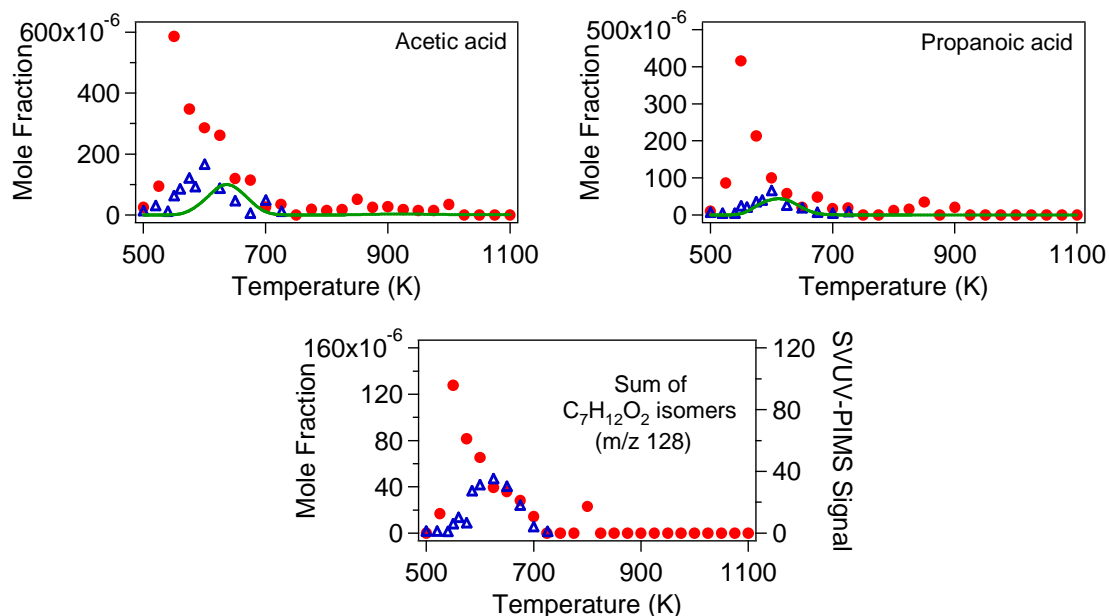 600x10⁻⁶
400
200
0
Mole Fraction
Acetic acid
500
700
900
1100
Temperature (K)
500x10⁻⁶
400
300
200
100
0
Mole Fraction
Propanoic acid
500
700
900
1100
Temperature (K)
160x10⁻⁶
120
80
40
0
Mole Fraction
Sum of
C₇H₁₂O₂ isomers
(m/z 128)
120
80
40
0
SVUV-PIMS Signal
500
700
900
1100
Temperature (K)